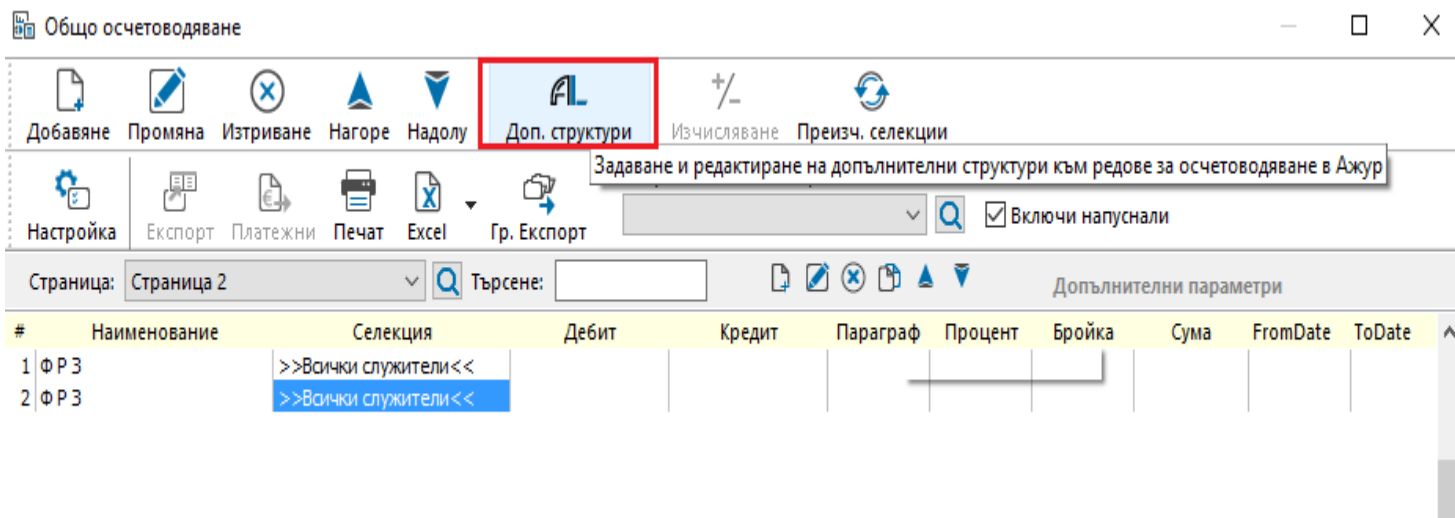 Общо осчетоводяване
Добавяне Промяна Изтриване Нагоре Надолу Доп. структури Изчисляване Преизч. селекции
Задаване и редактиране на допълнителни структури към редове за осчетоводяване в Ажур
Настройка Експорт Платежни Печат Excel Гр. Експорт Включи напуснали
Страница: Страница 2 Търсене: Допълнителни параметри
# Наименование Селекция Дебит Кредит Параграф Процент Бройка Сума FromDate ToDate
1 Ф Р З >>Всички служители<<
2 Ф Р З >>Всички служители<<